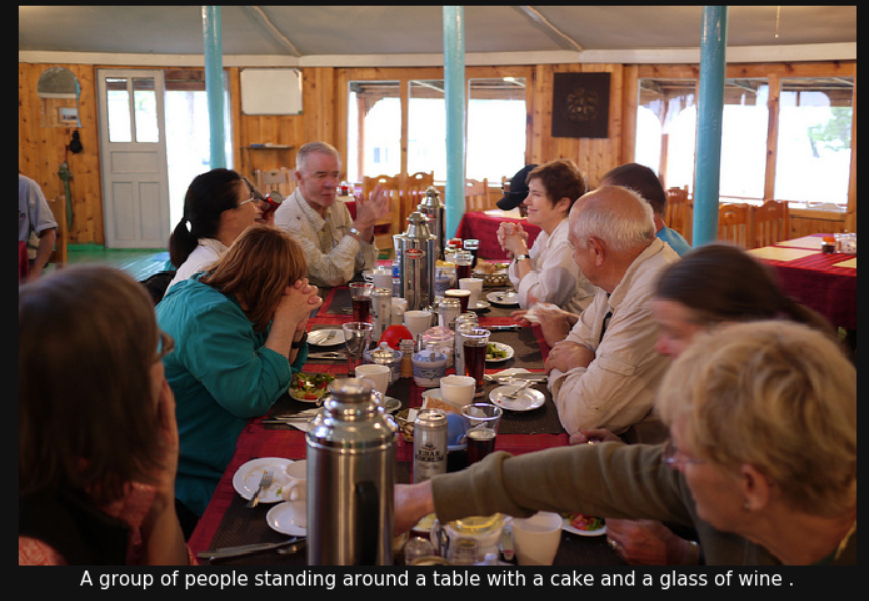 A group of people standing around a table with a cake and a glass of wine .